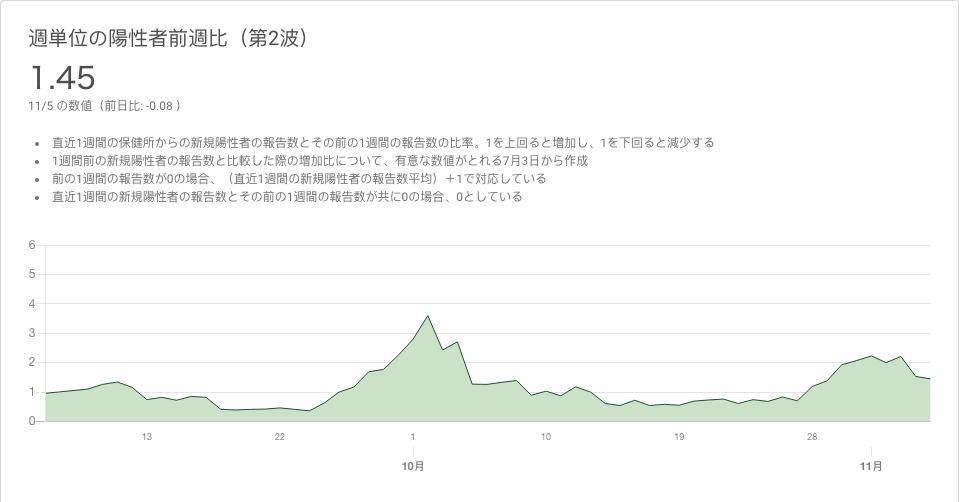 週単位の陽性者前週比（第2波）
1.45
11/5 の数値（前日比: -0.08 ）
直近1週間の保健所からの新規陽性者の報告数とその前の1週間の報告数の比率。1を上回ると増加し、1を下回ると減少する
1週間前の新規陽性者の報告数と比較した際の増加比について、有意な数値がとれる7月3日から作成
前の1週間の報告数が0の場合、（直近1週間の新規陽性者の報告数平均）＋1で対応している
直近1週間の新規陽性者の報告数とその前の1週間の報告数が共に0の場合、0としている
6
5
4
3
2
1
0
13 22 1 10 19 28
10月 11月